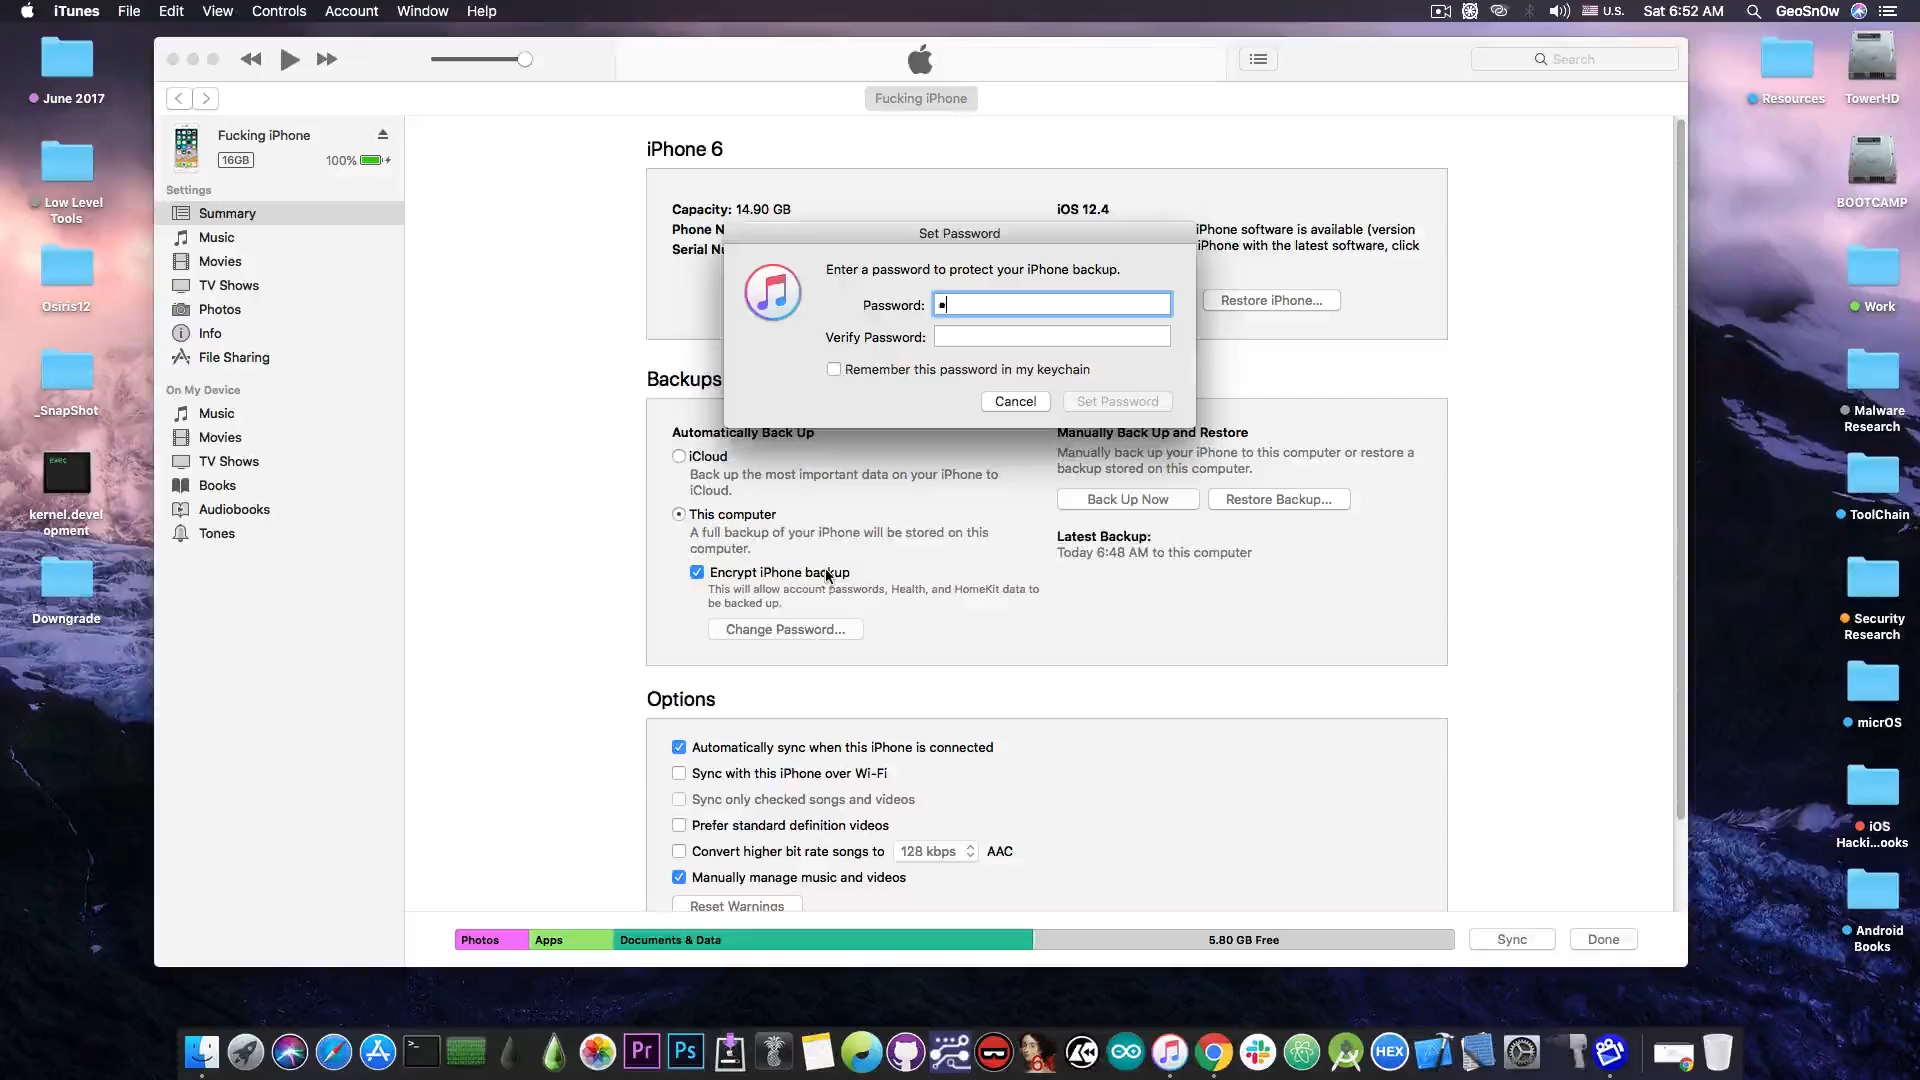 iTunes File Edit View Controls Account Window Help
U.S. Sat 6:52 AM GeoSn0w
Search
Fucking iPhone
June 2017
Low Level
Tools
Osiris12
_SnapShot
exec
kernel.devel
opment
Downgrade
Fucking iPhone
16GB 100%
Settings
Summary
Music
Movies
TV Shows
Photos
Info
File Sharing
On My Device
Music
Movies
TV Shows
Books
Audiobooks
Tones
iPhone 6
Capacity: 14.90 GB
Phone N
Serial Nu
iOS 12.4
iPhone software is available (version
iPhone with the latest software, click
Restore iPhone...
Set Password
Enter a password to protect your iPhone backup.
Password:
Verify Password:
Remember this password in my keychain
Cancel Set Password
Backups
Automatically Back Up
iCloud
Back up the most important data on your iPhone to
iCloud.
This computer
A full backup of your iPhone will be stored on this
computer.
Encrypt iPhone backup
This will allow account passwords, Health, and HomeKit data to
be backed up.
Change Password...
Manually Back Up and Restore
Manually back up your iPhone to this computer or restore a
backup stored on this computer.
Back Up Now Restore Backup...
Latest Backup:
Today 6:48 AM to this computer
Options
Automatically sync when this iPhone is connected
Sync with this iPhone over Wi-Fi
Sync only checked songs and videos
Prefer standard definition videos
Convert higher bit rate songs to 128 kbps AAC
Manually manage music and videos
Reset Warnings
Photos Apps Documents & Data 5.80 GB Free Sync Done
Resources
TowerHD
BOOTCAMP
Work
Malware
Research
ToolChain
Security
Research
micrOS
iOS
Hacki...ooks
Android
Books
Pr Ps 64 HEX